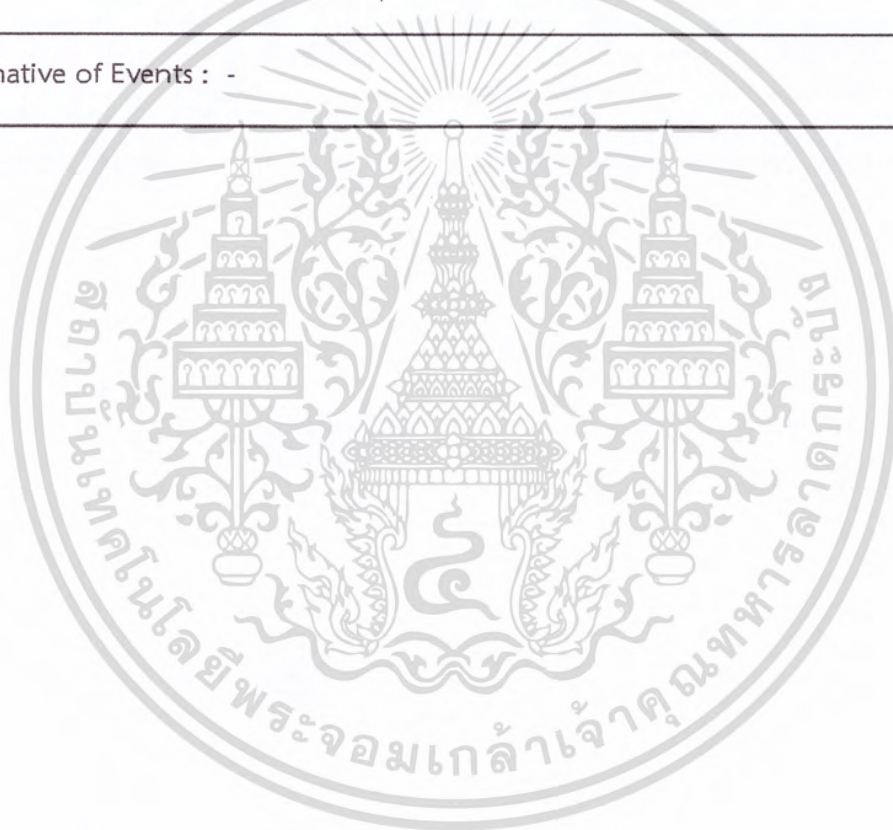 native of Events : -
สถาบันเทคโนโลยีพระจอมเกล้าเจ้าคุณทหารลาดกระบัง
๔